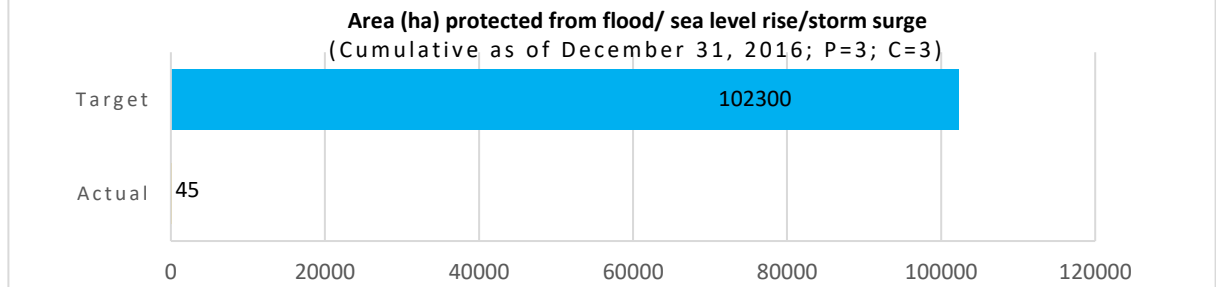 Area (ha) protected from flood/ sea level rise/storm surge
(Cumulative as of December 31, 2016; P=3; C=3)
Target 102300
Actual 45
0 20000 40000 60000 80000 100000 120000